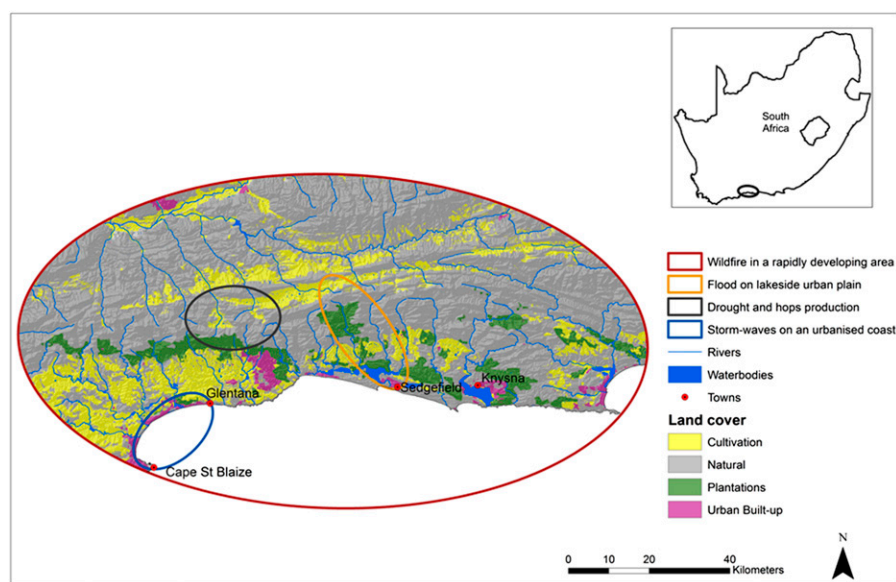 South
Africa
Wildfire in a rapidly developing area
Flood on lakeside urban plain
Drought and hops production
Storm-waves on an urbanised coast
Rivers
Waterbodies
Towns
Land cover
Cultivation
Natural
Plantations
Urban Built-up
Glentana
Sedgefield
Knysna
Cape St Blaize
N
0 10 20 40
Kilometers